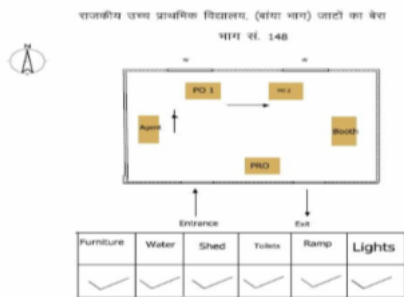 राजकीय उच्च प्राथमिक विद्यालय, (बांया भाग) जाटों का बेरा
भाग सं. 148
N
W W
PO 1
PO 2
Agent
Booth
PRO
Entrance Exit
Furniture Water Shed Toilets Ramp Lights